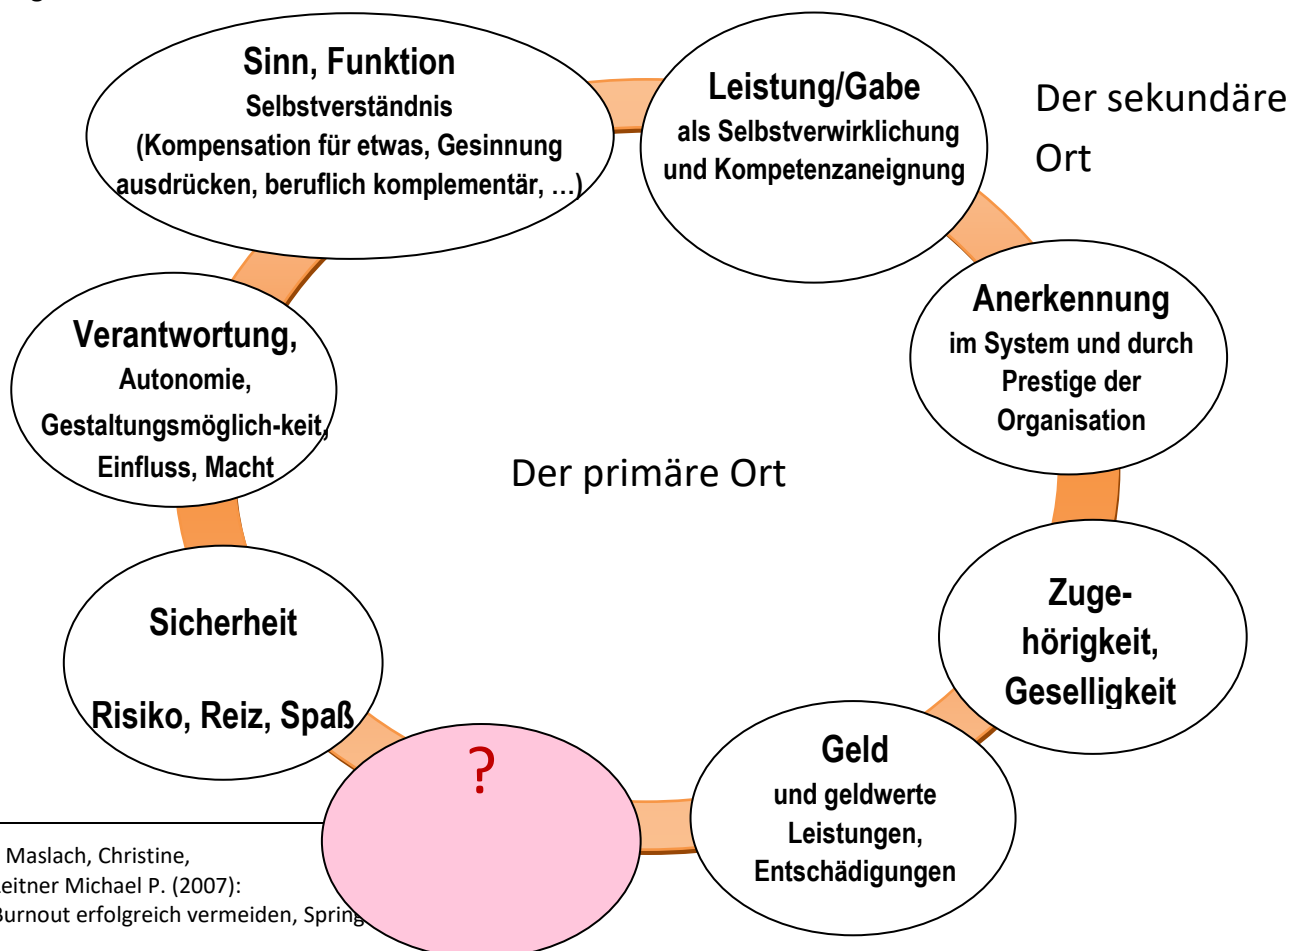 Sinn, Funktion
Selbstverständnis
(Kompensation für etwas, Gesinnung
ausdrücken, beruflich komplementär, …)
Leistung/Gabe
als Selbstverwirklichung
und Kompetenzaneignung
Der sekundäre
Ort
Anerkennung
im System und durch
Prestige der
Organisation
Verantwortung,
Autonomie,
Gestaltungsmöglich-keit,
Einfluss, Macht
Der primäre Ort
Zuge-
hörigkeit,
Geselligkeit
Sicherheit
Risiko, Reiz, Spaß
?
Geld
und geldwerte
Leistungen,
Entschädigungen
Maslach, Christine,
Leitner Michael P. (2007):
Burnout erfolgreich vermeiden, Spring